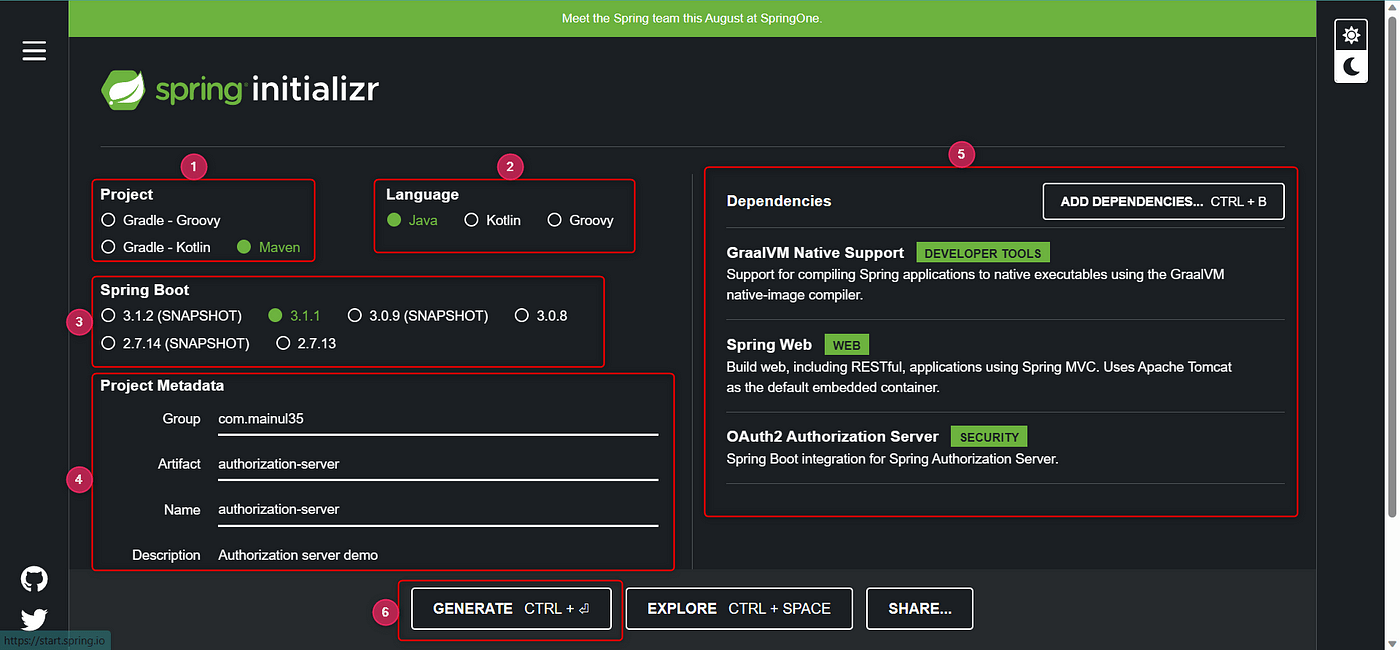 Meet the Spring team this August at SpringOne.
spring initializr
1
Project
Gradle - Groovy
Gradle - Kotlin Maven
2
Language
Java Kotlin Groovy
3
Spring Boot
3.1.2 (SNAPSHOT) 3.1.1 3.0.9 (SNAPSHOT) 3.0.8
2.7.14 (SNAPSHOT) 2.7.13
4
Project Metadata
Group com.mainul35
Artifact authorization-server
Name authorization-server
Description Authorization server demo
5
Dependencies ADD DEPENDENCIES... CTRL + B
GraalVM Native Support DEVELOPER TOOLS
Support for compiling Spring applications to native executables using the GraalVM
native-image compiler.
Spring Web WEB
Build web, including RESTful, applications using Spring MVC. Uses Apache Tomcat
as the default embedded container.
OAuth2 Authorization Server SECURITY
Spring Boot integration for Spring Authorization Server.
6
GENERATE CTRL + ⏎ EXPLORE CTRL + SPACE SHARE...
https://start.spring.io